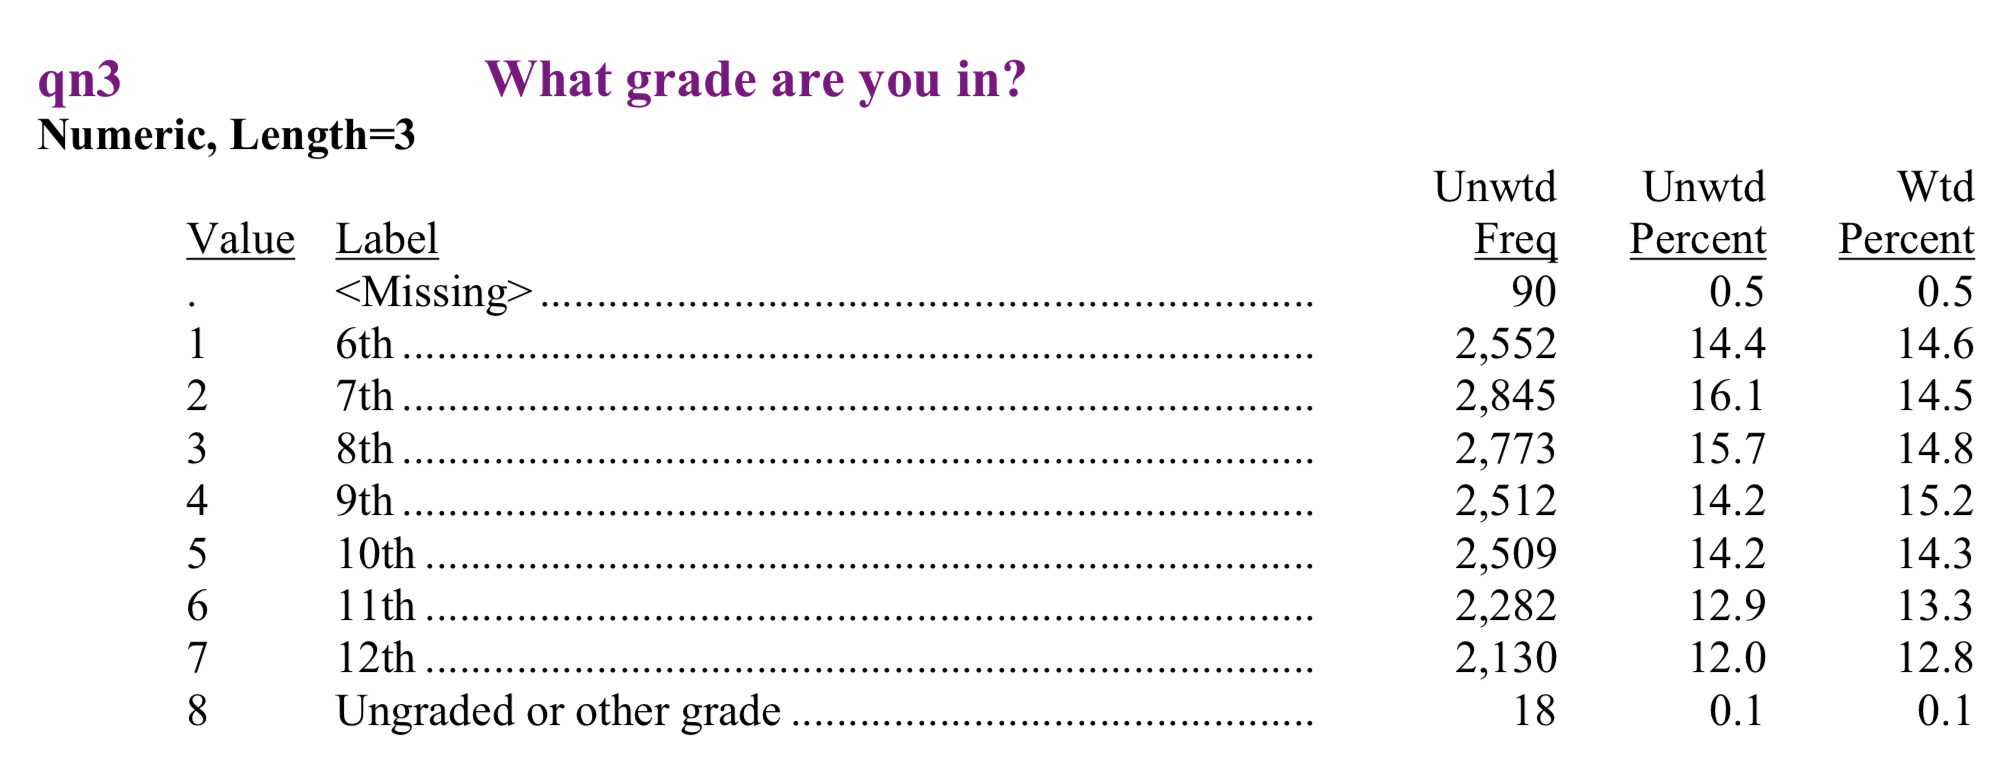 qn3 What grade are you in?
Numeric, Length=3
Unwtd Unwtd Wtd
Value Label Freq Percent Percent
. <Missing> ........................................................................ 90 0.5 0.5
1 6th ........................................................................ 2,552 14.4 14.6
2 7th ........................................................................ 2,845 16.1 14.5
3 8th ........................................................................ 2,773 15.7 14.8
4 9th ........................................................................ 2,512 14.2 15.2
5 10th ........................................................................ 2,509 14.2 14.3
6 11th ........................................................................ 2,282 12.9 13.3
7 12th ........................................................................ 2,130 12.0 12.8
8 Ungraded or other grade ................................................ 18 0.1 0.1